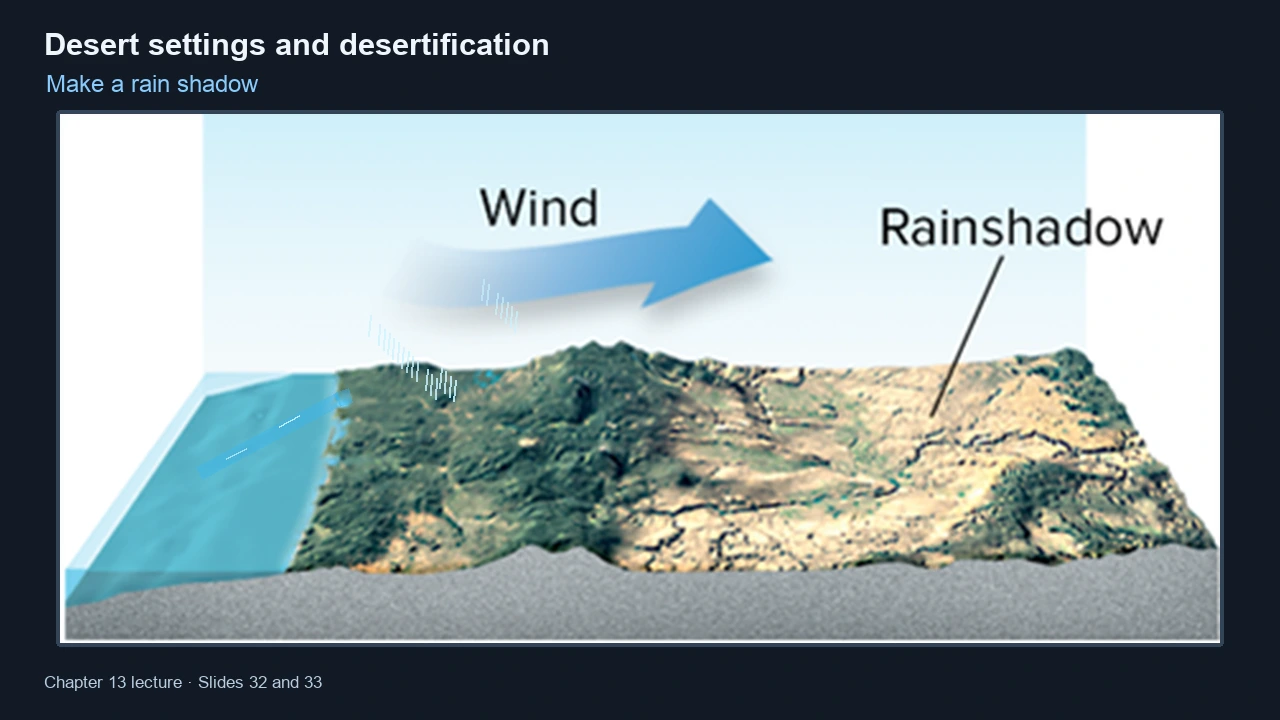 Desert settings and desertification
Make a rain shadow
Wind
Rainshadow
Chapter 13 lecture · Slides 32 and 33